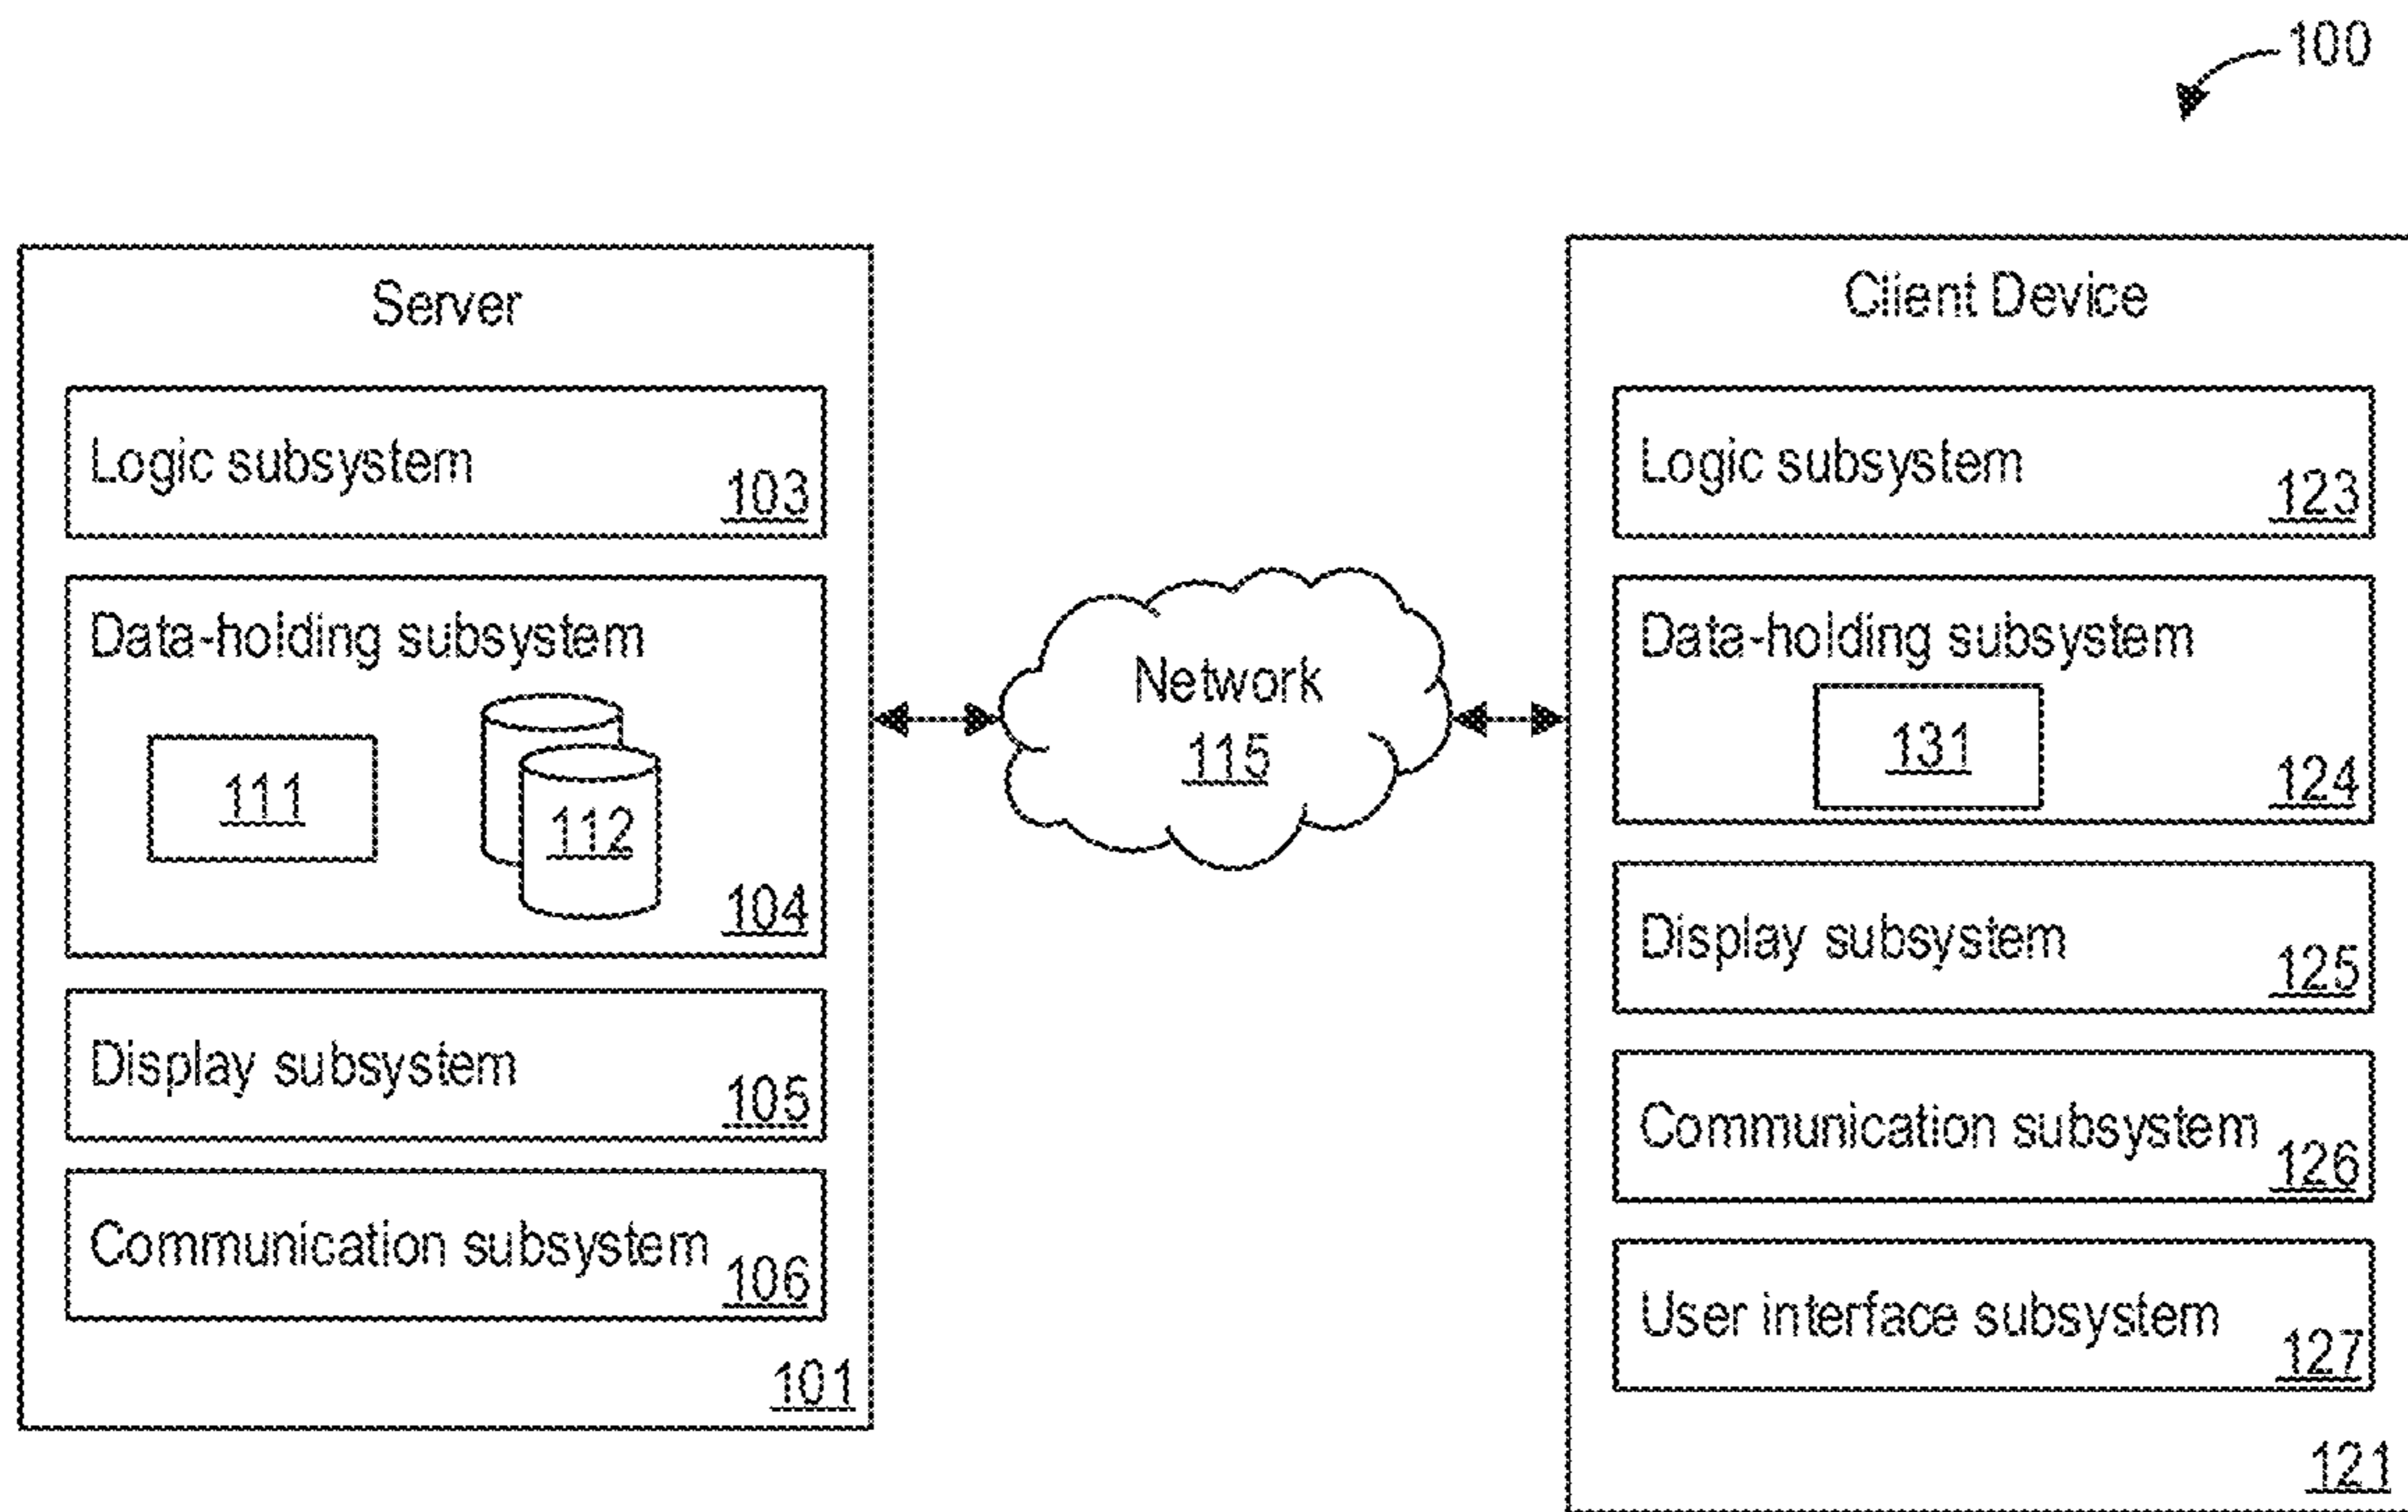 100
Server
Logic subsystem
103
Data-holding subsystem
111
112
104
Display subsystem
105
Communication subsystem
106
101
Network
115
Client Device
Logic subsystem
123
Data-holding subsystem
131
124
Display subsystem
125
Communication subsystem
126
User interface subsystem
127
121